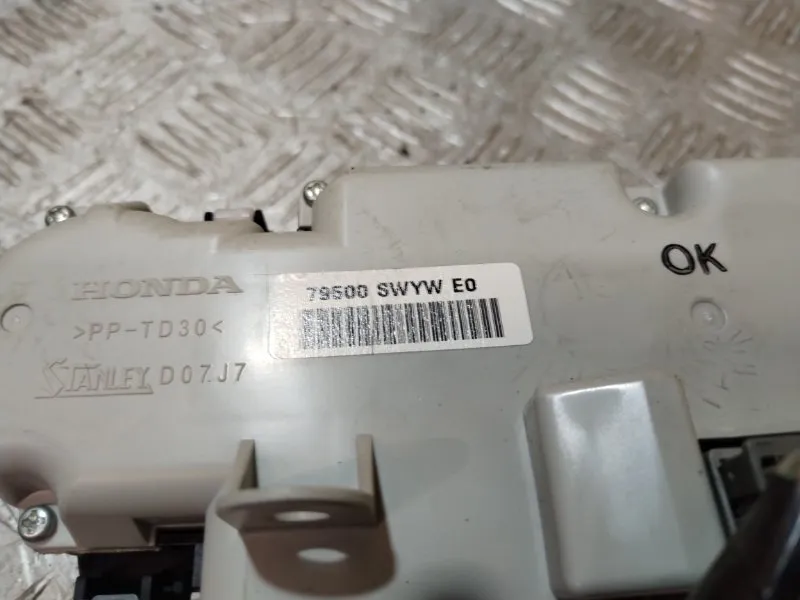 HONDA
>PP-TD30<
STANLEY D07J7
79500 SWYW E0
OK